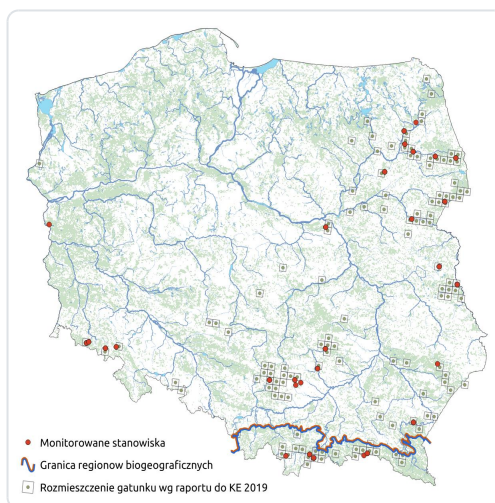 Monitorowane stanowiska
Granica regionow biogeograficznych
Rozmieszczenie gatunku wg raportu do KE 2019